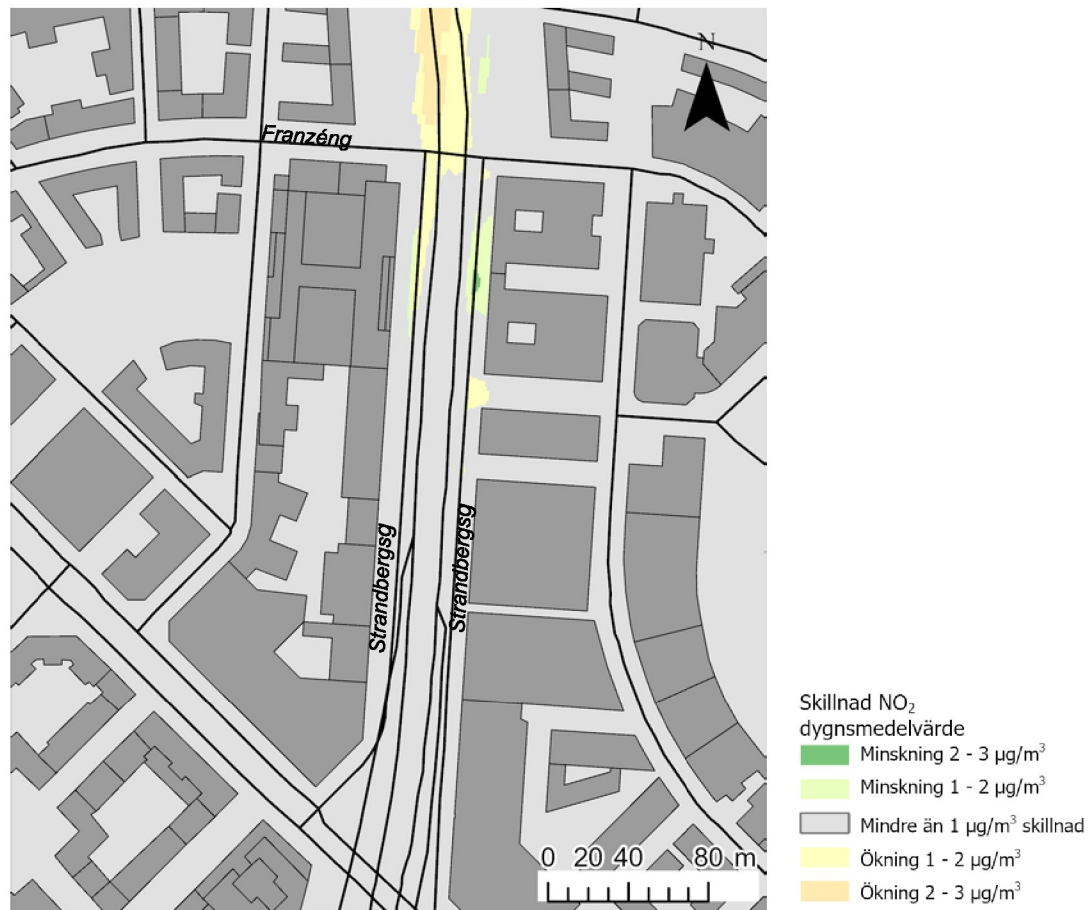 N
Franzéng
Strandbergsg
Strandbergsg
Skillnad NO₂
dygnsmedelvärde
Minskning 2 - 3 µg/m³
Minskning 1 - 2 µg/m³
Mindre än 1 µg/m³ skillnad
Ökning 1 - 2 µg/m³
Ökning 2 - 3 µg/m³
0 20 40 80 m